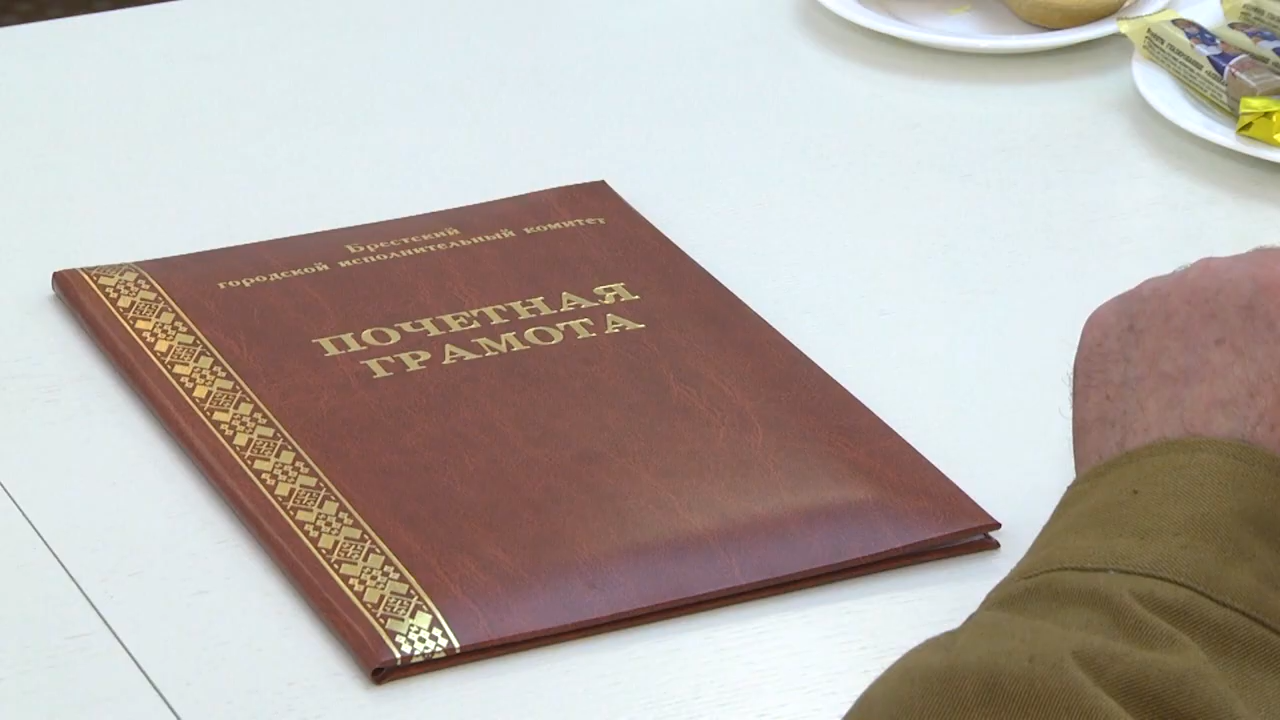 Брестский
городской исполнительный комитет
ПОЧЕТНАЯ
ГРАМОТА